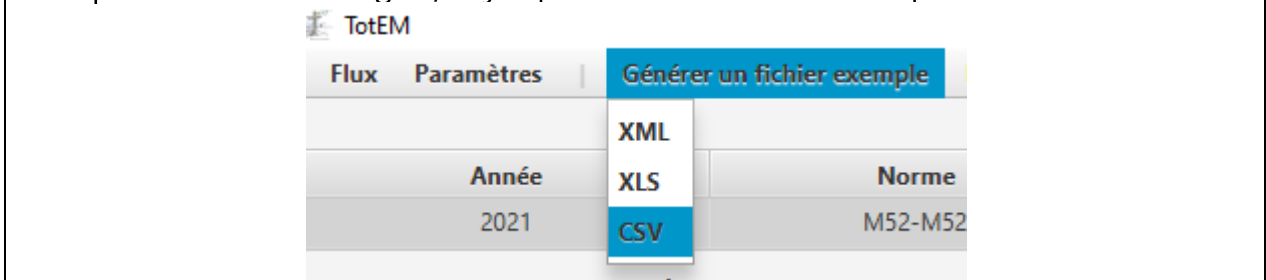 TotEM
Flux Paramètres | Générer un fichier exemple
XML
Année XLS Norme
2021 CSV M52-M52